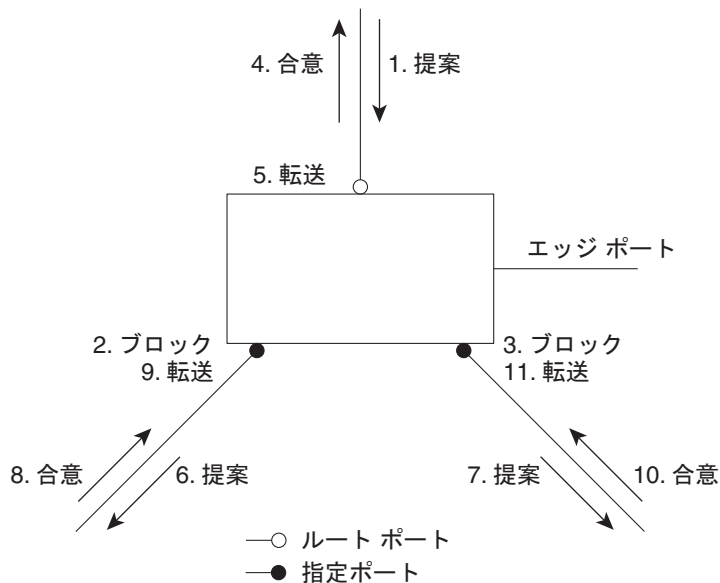 4. 合意
1. 提案
5. 転送
エッジ ポート
2. ブロック
9. 転送
3. ブロック
11. 転送
8. 合意
6. 提案
7. 提案
10. 合意
ルート ポート
指定ポート